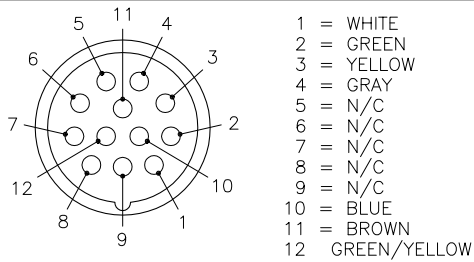 11
5
4
6
3
7
2
12
10
8
1
9
1 = WHITE
2 = GREEN
3 = YELLOW
4 = GRAY
5 = N/C
6 = N/C
7 = N/C
8 = N/C
9 = N/C
10 = BLUE
11 = BROWN
12 GREEN/YELLOW